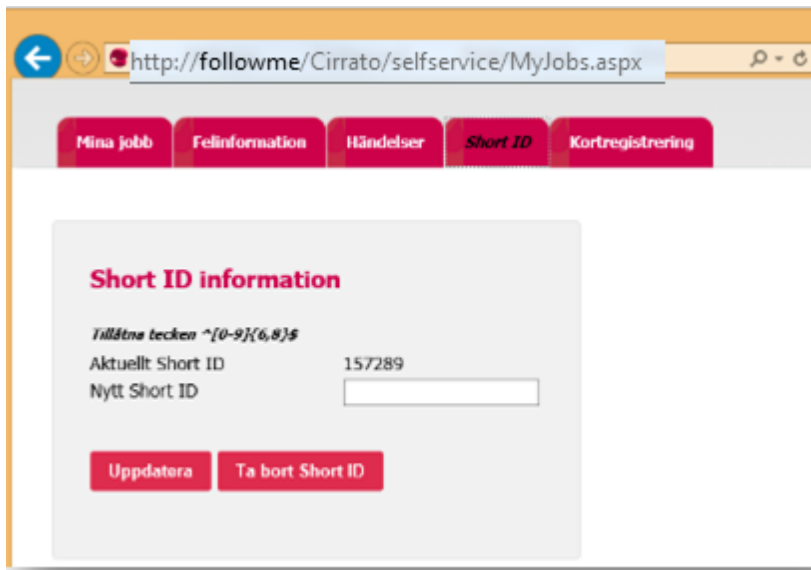 http://followme/Cirrato/selfservice/MyJobs.aspx
Mina jobb Felinformation Händelser Short ID Kortregistrering
Short ID information
Tillåtna tecken ^[0-9]{6,8}$
Aktuellt Short ID 157289
Nytt Short ID
Uppdatera Ta bort Short ID